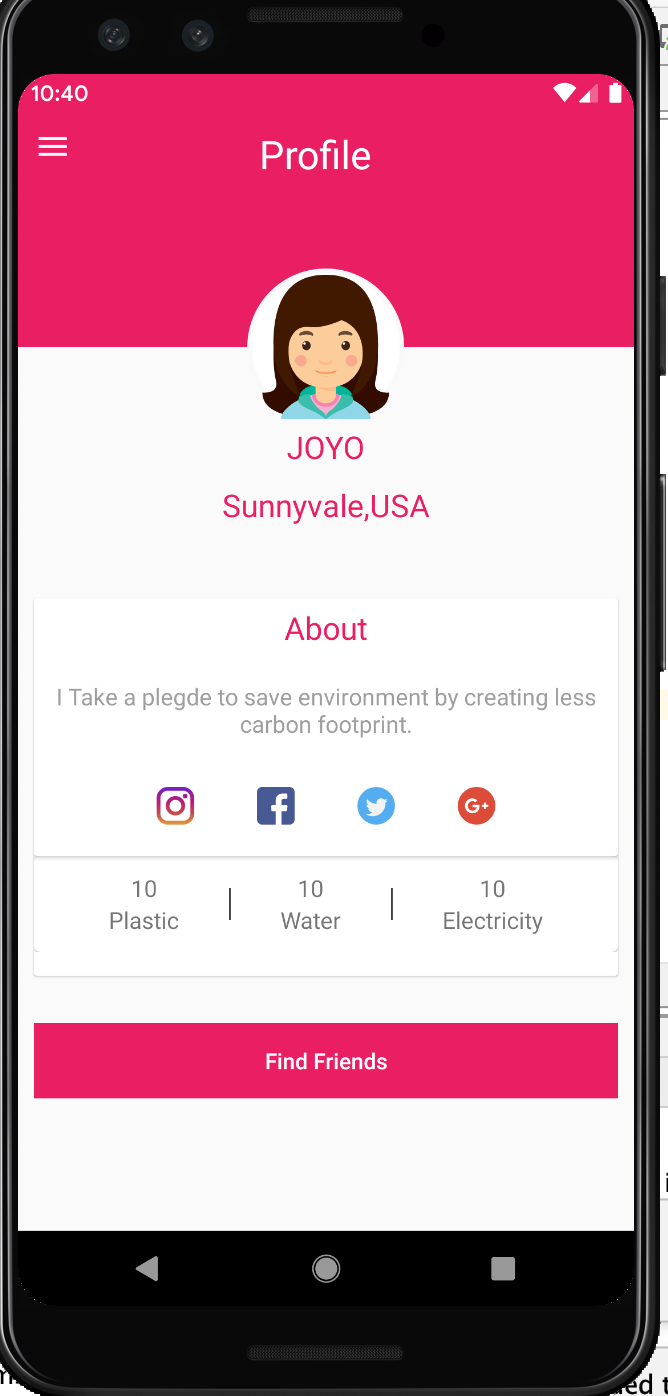 10:40
Profile
JOYO
Sunnyvale,USA
About
I Take a plegde to save environment by creating less
carbon footprint.
G+
10 10 10
Plastic Water Electricity
Find Friends